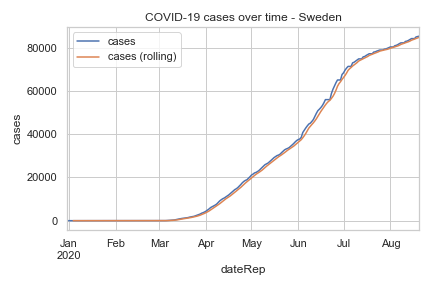 COVID-19 cases over time - Sweden
cases
cases (rolling)
80000
60000
40000
20000
0
cases
Jan Feb Mar Apr May Jun Jul Aug
2020
dateRep